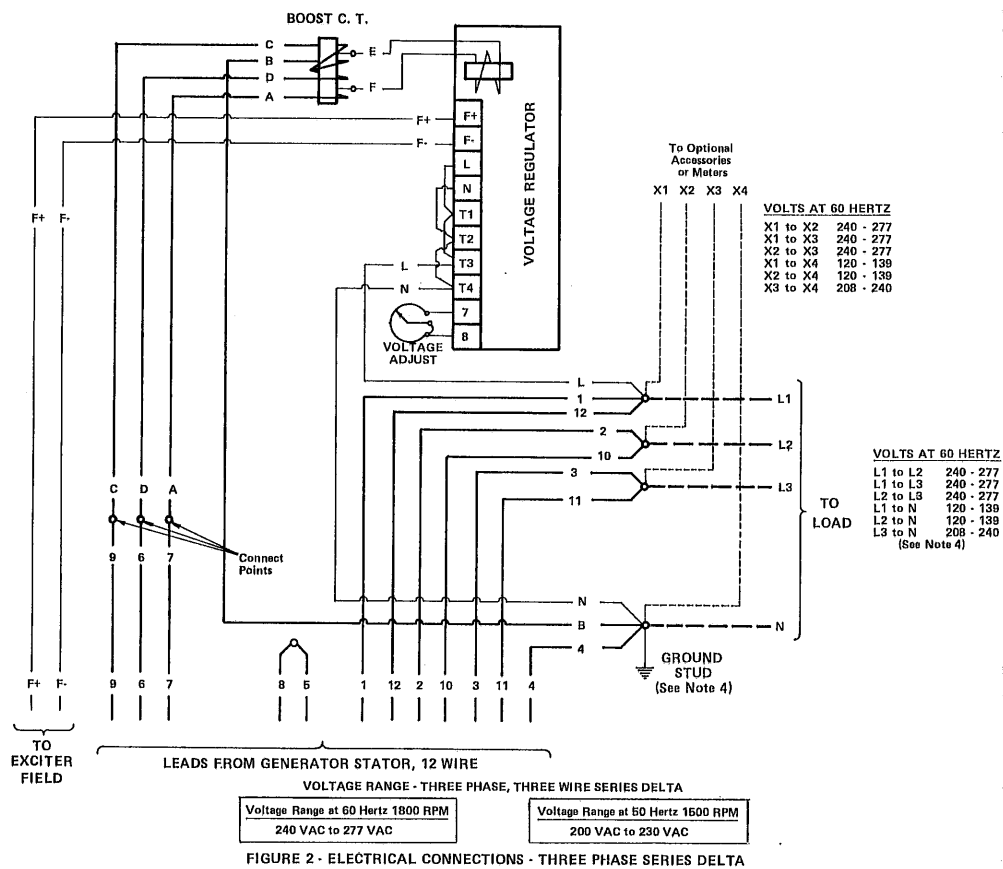 BOOST C. T.
C
B
D
A
E
F
F+
F-
F+
F-
L
N
T1
T2
T3
T4
7
8
VOLTAGE REGULATOR
L
N
VOLTAGE
ADJUST
F+
F-
To Optional
Accessories
or Meters
X1 X2 X3 X4
VOLTS AT 60 HERTZ
X1 to X2 240 - 277
X1 to X3 240 - 277
X2 to X3 240 - 277
X1 to X4 120 - 139
X2 to X4 120 - 139
X3 to X4 208 - 240
L
1
12
L1
2
10
L2
3
11
L3
TO
LOAD
VOLTS AT 60 HERTZ
L1 to L2 240 - 277
L1 to L3 240 - 277
L2 to L3 240 - 277
L1 to N 120 - 139
L2 to N 120 - 139
L3 to N 208 - 240
(See Note 4)
C D A
9 6 7
Connect
Points
N
B
4
N
GROUND
STUD
(See Note 4)
F+ F- 9 6 7 8 5 1 12 2 10 3 11 4
TO
EXCITER
FIELD
LEADS FROM GENERATOR STATOR, 12 WIRE
VOLTAGE RANGE - THREE PHASE, THREE WIRE SERIES DELTA
Voltage Range at 60 Hertz 1800 RPM
240 VAC to 277 VAC
Voltage Range at 50 Hertz 1500 RPM
200 VAC to 230 VAC
FIGURE 2 - ELECTRICAL CONNECTIONS - THREE PHASE SERIES DELTA